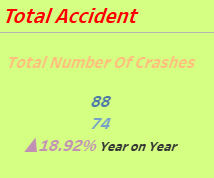 Total Accident
Total Number Of Crashes
88
74
▲18.92% Year on Year